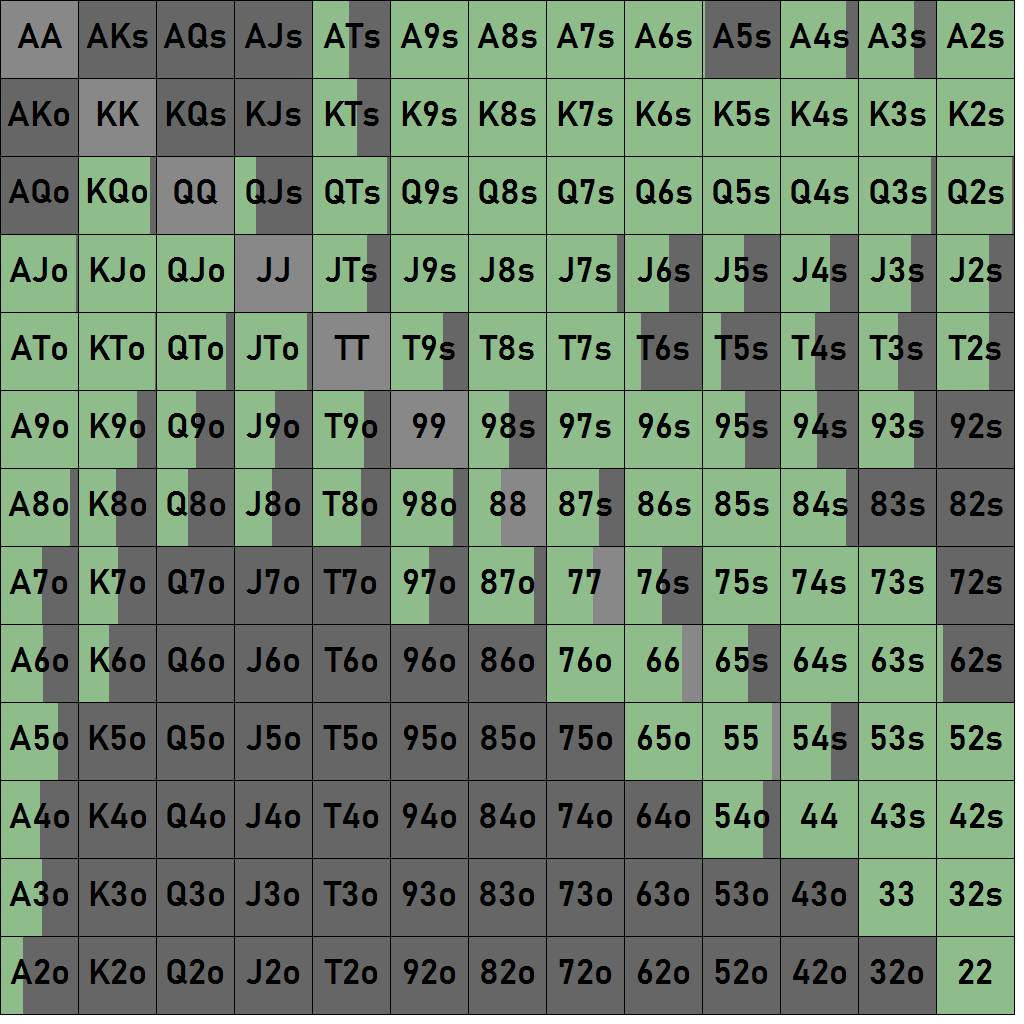 AA AKs AQs AJs ATs A9s A8s A7s A6s A5s A4s A3s A2s
AKo KK KQs KJs KTs K9s K8s K7s K6s K5s K4s K3s K2s
AQo KQo QQ QJs QTs Q9s Q8s Q7s Q6s Q5s Q4s Q3s Q2s
AJo KJo QJo JJ JTs J9s J8s J7s J6s J5s J4s J3s J2s
ATo KTo QTo JTo TT T9s T8s T7s T6s T5s T4s T3s T2s
A9o K9o Q9o J9o T9o 99 98s 97s 96s 95s 94s 93s 92s
A8o K8o Q8o J8o T8o 98o 88 87s 86s 85s 84s 83s 82s
A7o K7o Q7o J7o T7o 97o 87o 77 76s 75s 74s 73s 72s
A6o K6o Q6o J6o T6o 96o 86o 76o 66 65s 64s 63s 62s
A5o K5o Q5o J5o T5o 95o 85o 75o 65o 55 54s 53s 52s
A4o K4o Q4o J4o T4o 94o 84o 74o 64o 54o 44 43s 42s
A3o K3o Q3o J3o T3o 93o 83o 73o 63o 53o 43o 33 32s
A2o K2o Q2o J2o T2o 92o 82o 72o 62o 52o 42o 32o 22